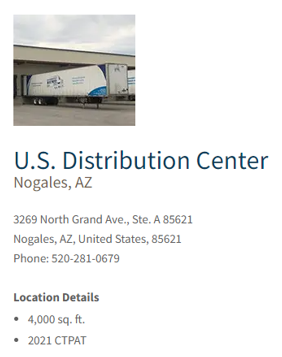 U.S. Distribution Center
Nogales, AZ
3269 North Grand Ave., Ste. A 85621
Nogales, AZ, United States, 85621
Phone: 520-281-0679
Location Details
• 4,000 sq. ft.
• 2021 CTPAT